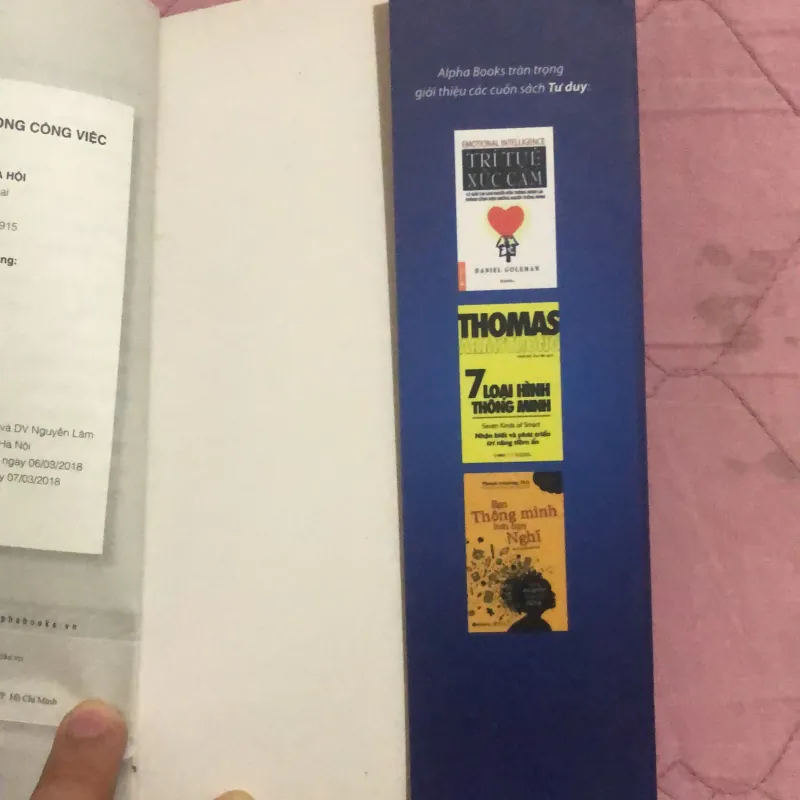 ONG CÔNG VIỆC
HỘI
915
ng:
và DV Nguyễn Lâm
Hà Nội
ngày 06/03/2018
07/03/2018
phabooks.vn
Hồ Chí Minh
Alpha Books trân trọng
giới thiệu các cuốn sách Tư duy:
EMOTIONAL INTELLIGENCE
TRÍ TUỆ
XÚC CẢM
DANIEL GOLEMAN
THOMAS
7 LOẠI HÌNH
THÔNG MINH
Seven Kinds of Smart
Nhận biết và phát triển
trí năng tiềm ẩn
Bạn
Thông minh
hơn bạn
Nghĩ